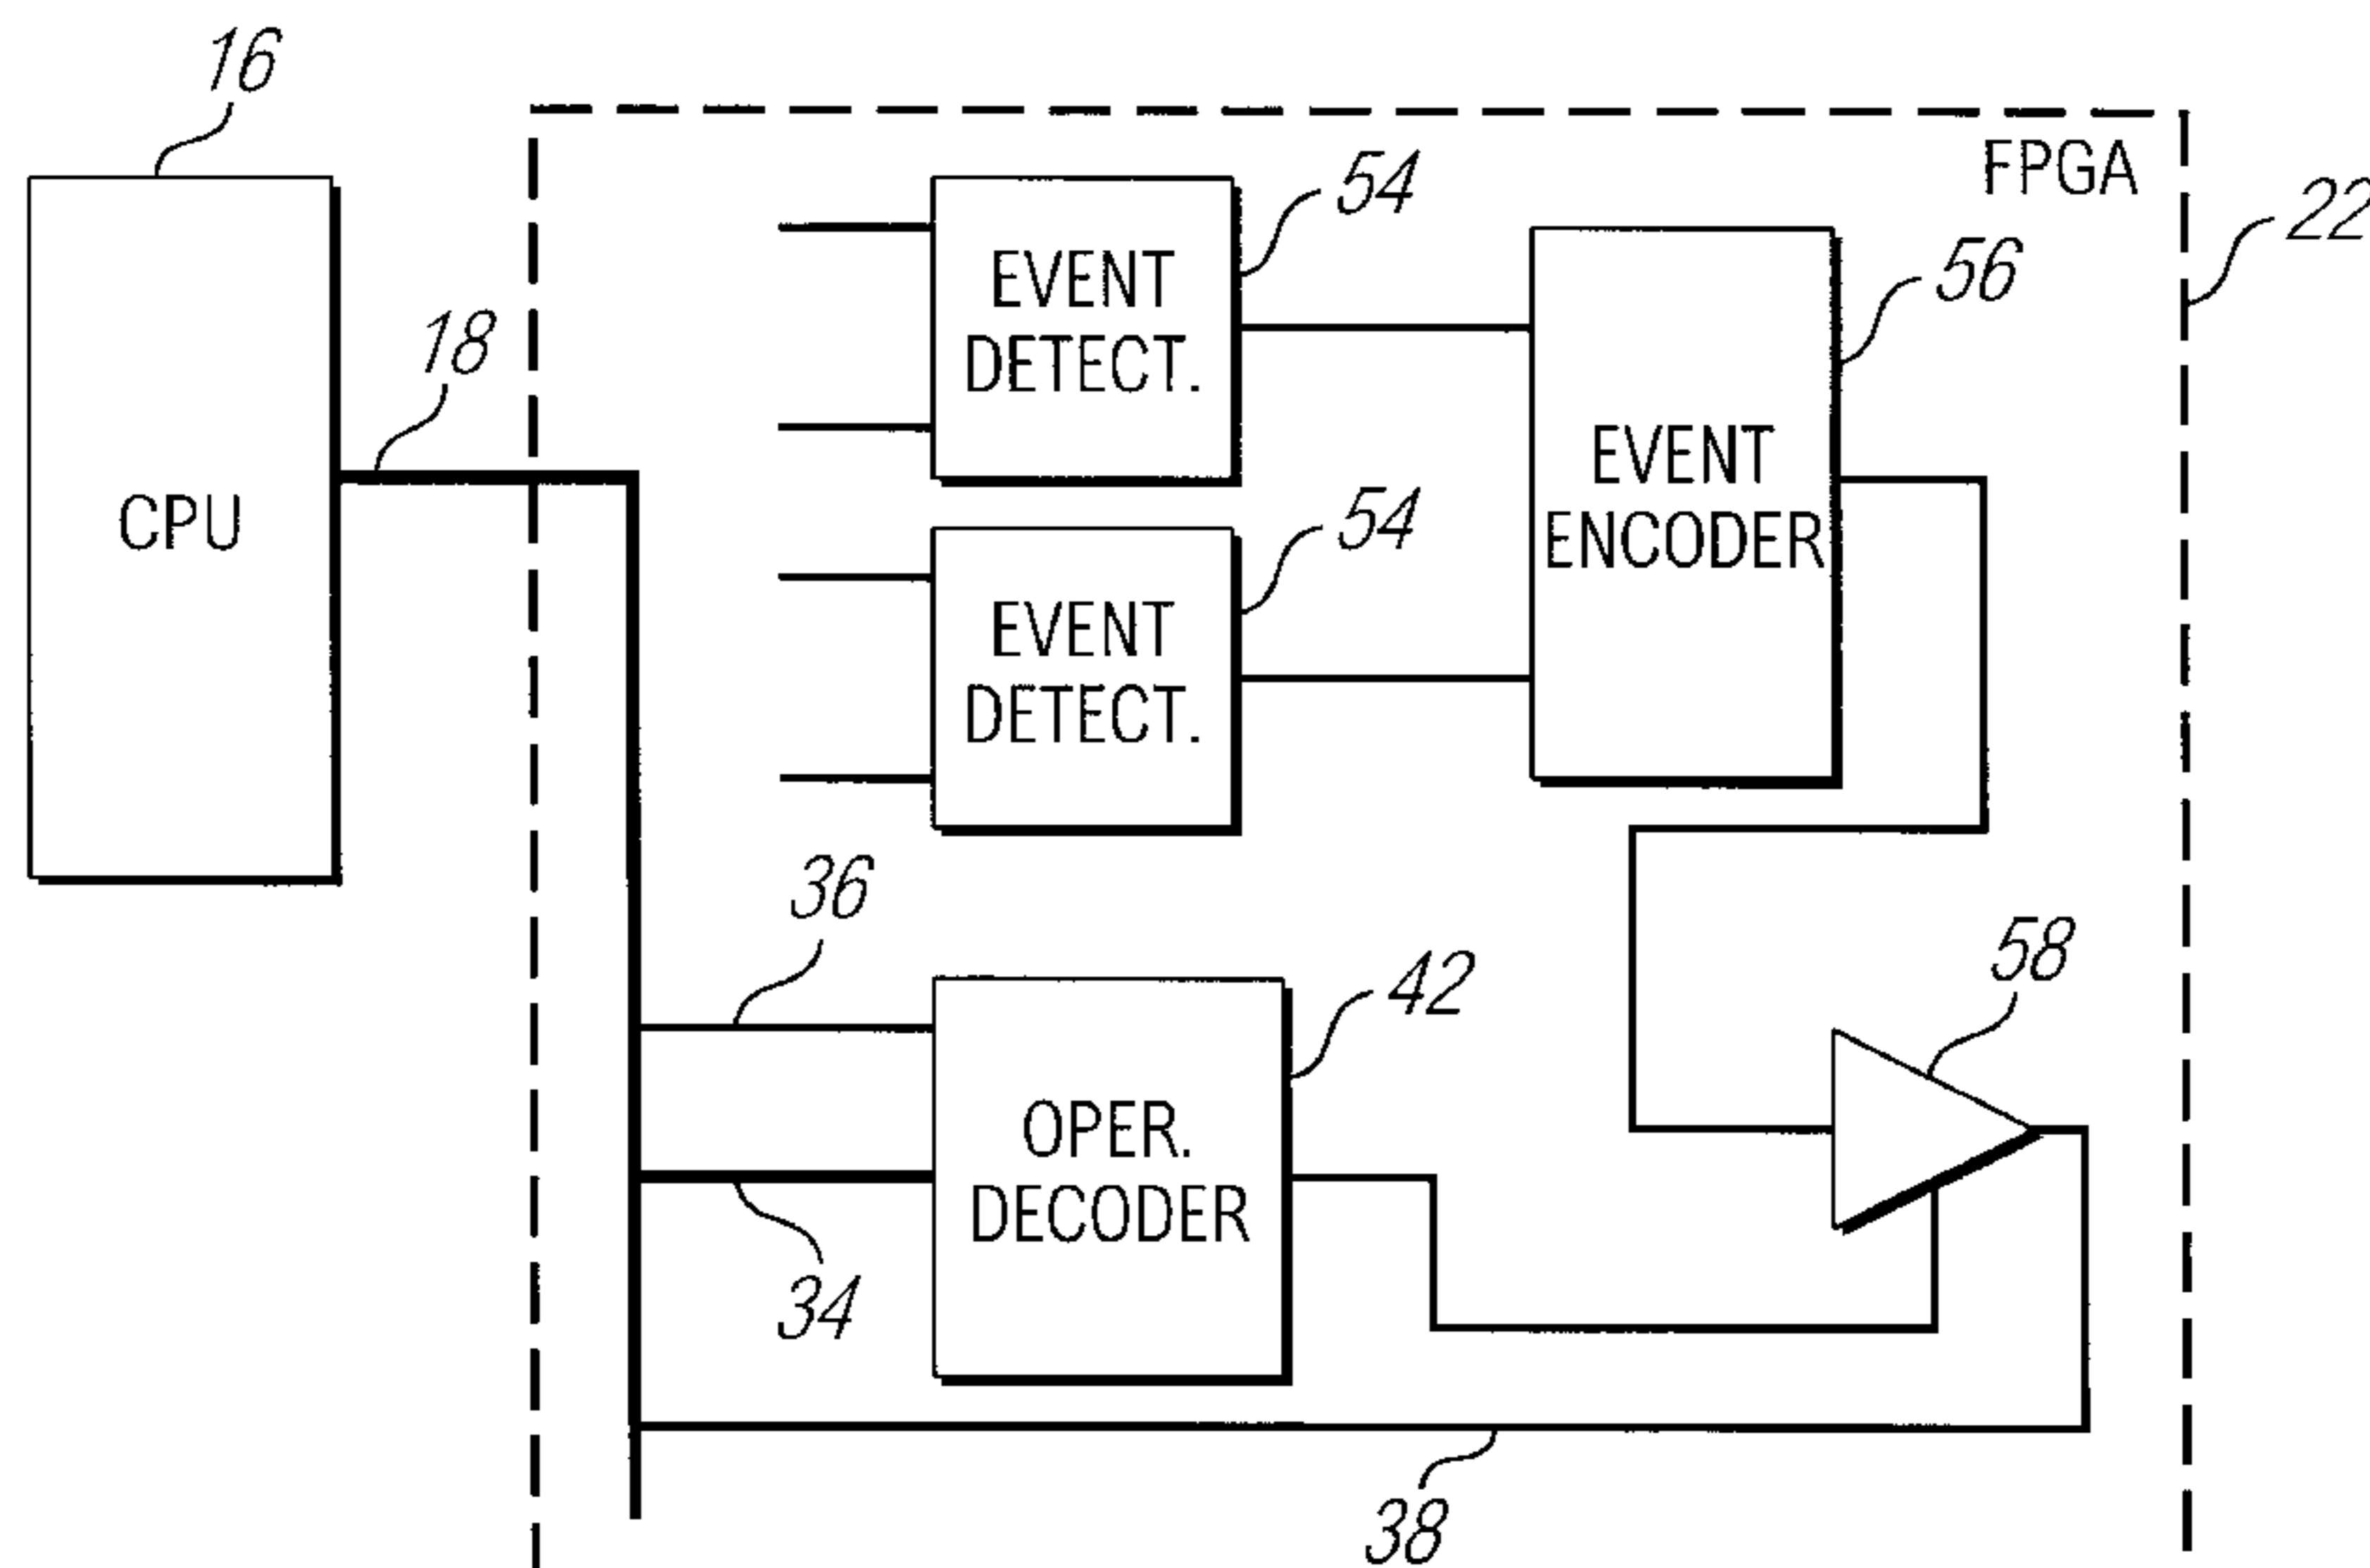 16
FPGA
54
22
EVENT
DETECT.
56
18
CPU
EVENT
ENCODER
54
EVENT
DETECT.
36
42
58
OPER.
DECODER
34
38